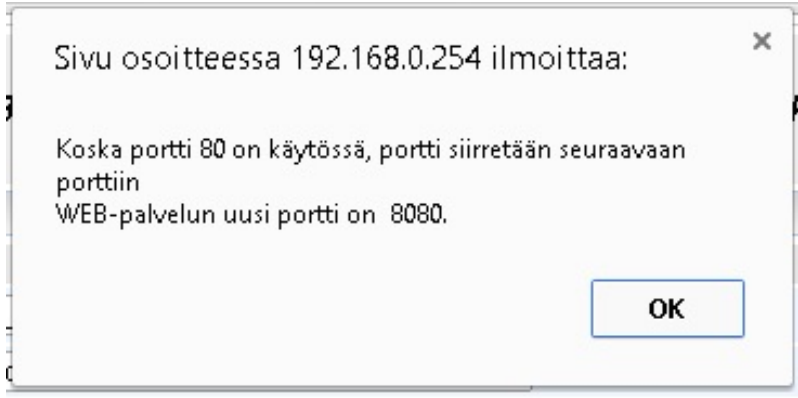 Sivu osoitteessa 192.168.0.254 ilmoittaa:
Koska portti 80 on käytössä, portti siirretään seuraavaan
porttiin
WEB-palvelun uusi portti on 8080.
OK